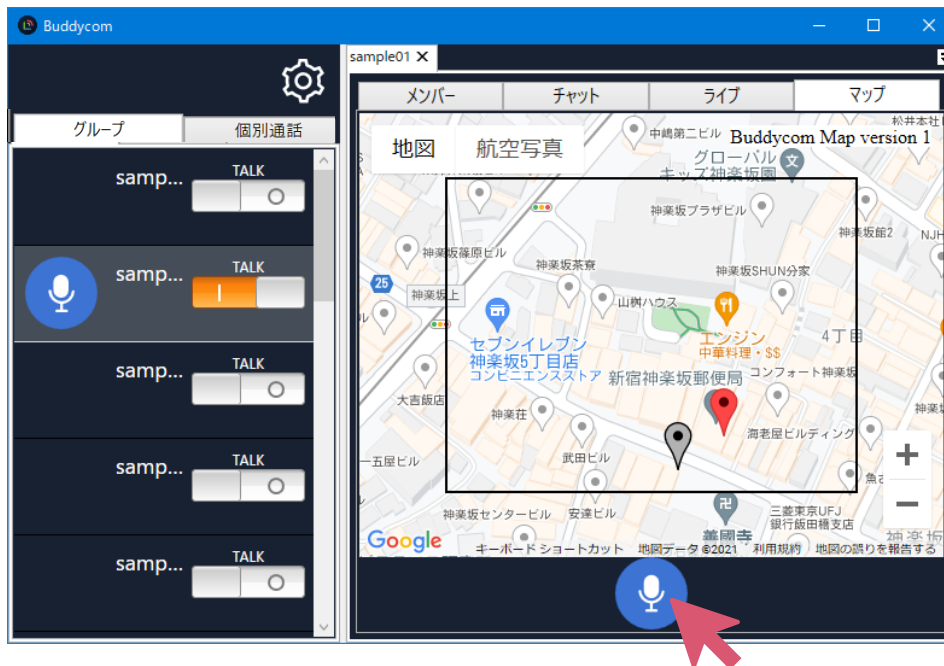 Buddycom
sample01
メンバー
チャット
ライブ
マップ
グループ
個別通話
samp...
TALK
samp...
TALK
samp...
TALK
samp...
TALK
samp...
TALK
地図
航空写真
中嶋第二ビル
松井本社
Buddycom Map version 1
グローバル
キッズ神楽坂園
神楽坂プラザビル
神楽坂館2
NJH
神楽坂篠原ビル
神楽坂茶寮
神楽坂SHUN分家
25
神楽坂上
山桝ハウス
エンジン
中華料理・$$
4丁目
セブンイレブン
神楽坂5丁目店
コンビニエンスストア
新宿神楽坂郵便局
コンフォート神楽坂
大吉飯店
神楽荘
海老屋ビルディング
神楽
武田ビル
一五屋ビル
魚さ
神楽坂センタービル
安達ビル
三菱東京UFJ
銀行飯田橋支店
善國寺
神楽坂
Google
キーボード ショートカット
地図データ ©2021
利用規約
地図の誤りを報告する